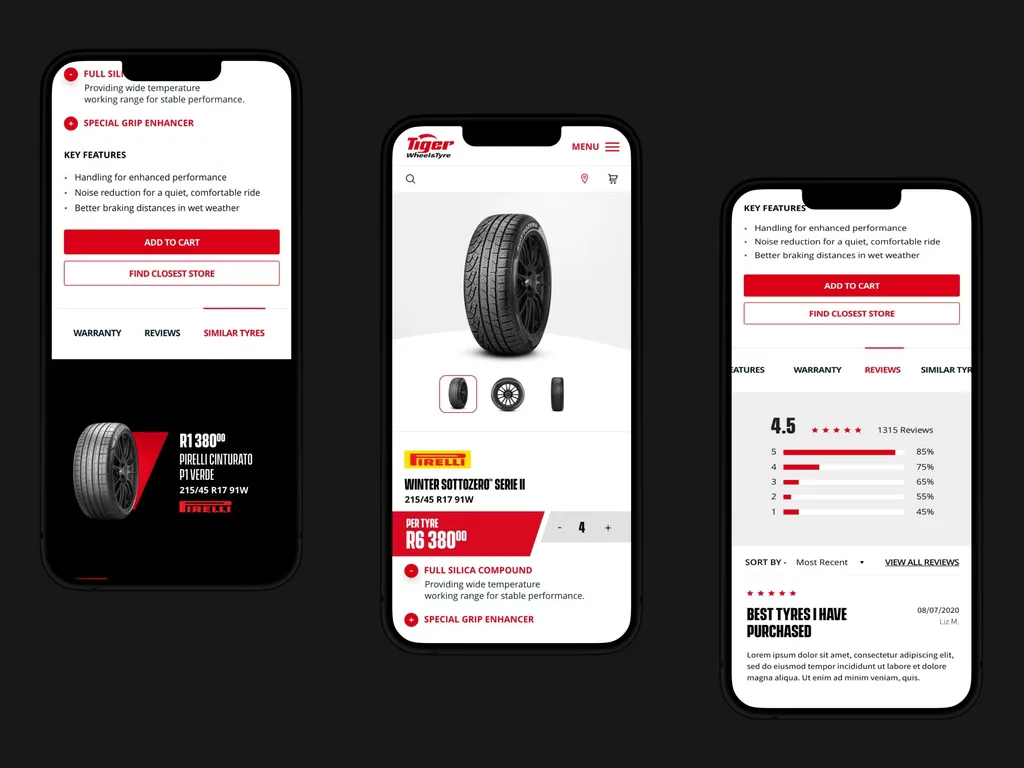 FULL SILI
Providing wide temperature
working range for stable performance.
SPECIAL GRIP ENHANCER
KEY FEATURES
Handling for enhanced performance
Noise reduction for a quiet, comfortable ride
Better braking distances in wet weather
ADD TO CART
FIND CLOSEST STORE
WARRANTY REVIEWS SIMILAR TYRES
R1 380⁰⁰
PIRELLI CINTURATO
P1 VERDE
215/45 R17 91W
PIRELLI
Tiger
Wheel&Tyre
MENU
PIRELLI
WINTER SOTTOZERO™ SERIE II
215/45 R17 91W
PER TYRE
R6 380⁰⁰
- 4 +
- FULL SILICA COMPOUND
Providing wide temperature
working range for stable performance.
+ SPECIAL GRIP ENHANCER
KEY FEATURES
Handling for enhanced performance
Noise reduction for a quiet, comfortable ride
Better braking distances in wet weather
ADD TO CART
FIND CLOSEST STORE
EATURES WARRANTY REVIEWS SIMILAR TYR
4.5 ★★★★★ 1315 Reviews
5 85%
4 75%
3 65%
2 55%
1 45%
SORT BY - Most Recent VIEW ALL REVIEWS
★★★★★
BEST TYRES I HAVE
PURCHASED
08/07/2020
Liz M.
Lorem ipsum dolor sit amet, consectetur adipiscing elit,
sed do eiusmod tempor incididunt ut labore et dolore
magna aliqua. Ut enim ad minim veniam, quis.